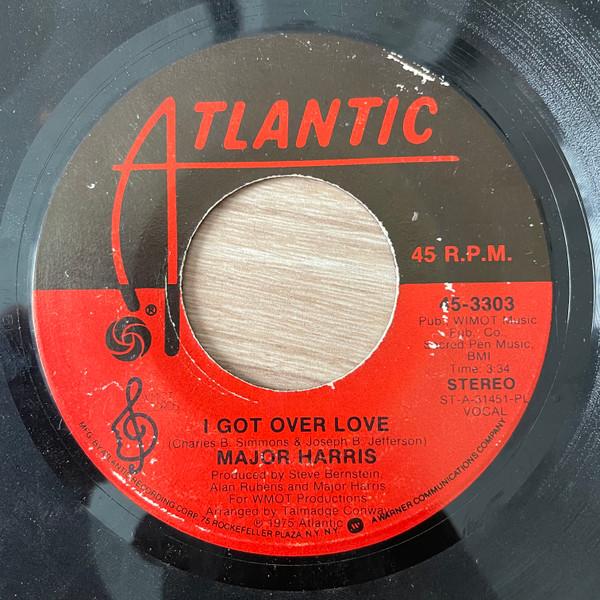 ATLANTIC
45 R.P.M.
®
45-3303
Pub., WIMOT Music
Pub. Co.,
Sacred Pen Music,
BMI
Time: 3:34
STEREO
ST-A-31451-PL
VOCAL
I GOT OVER LOVE
(Charles B. Simmons & Joseph B. Jefferson)
MAJOR HARRIS
Produced by Steve Bernstein,
Alan Rubens and Major Harris
For WMOT Productions
Arranged by Talmadge Conway
℗ 1975 Atlantic
MFG. BY ATLANTIC RECORDING CORP., 75 ROCKEFELLER PLAZA, N.Y., N.Y. W A WARNER COMMUNICATIONS COMPANY